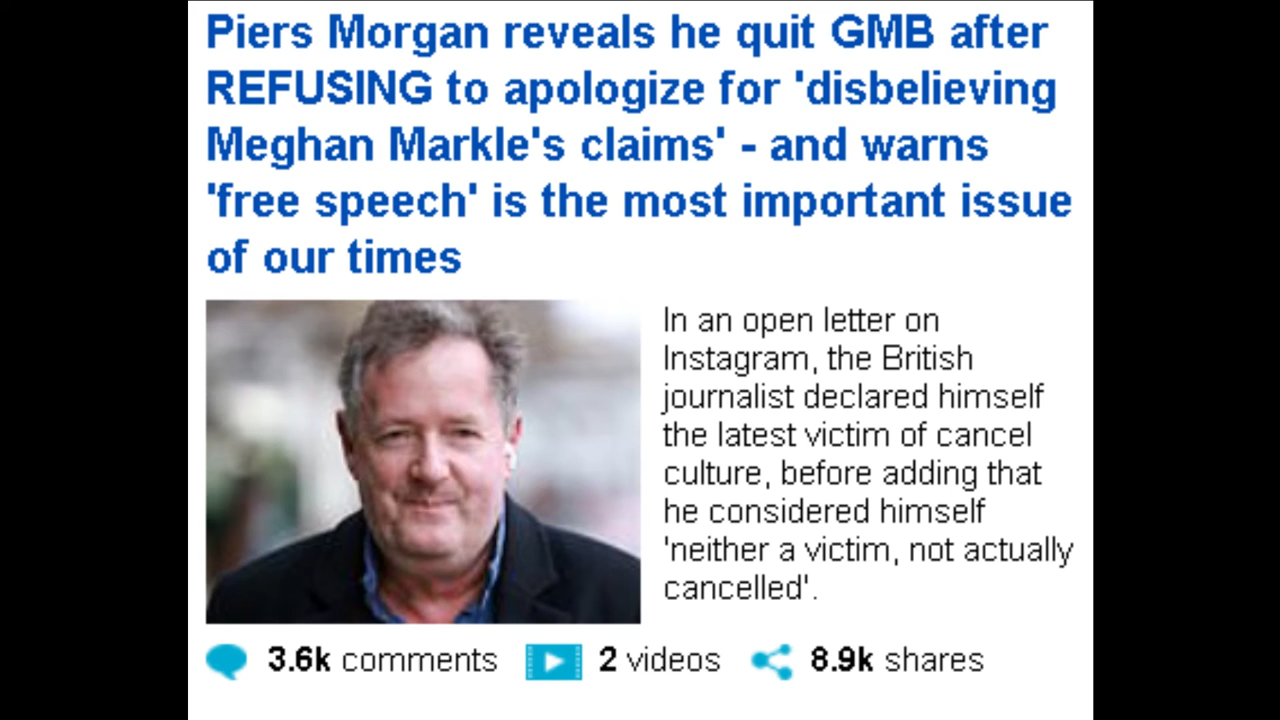 Piers Morgan reveals he quit GMB after
REFUSING to apologize for 'disbelieving
Meghan Markle's claims' - and warns
'free speech' is the most important issue
of our times
In an open letter on
Instagram, the British
journalist declared himself
the latest victim of cancel
culture, before adding that
he considered himself
'neither a victim, not actually
cancelled'.
3.6k comments 2 videos 8.9k shares